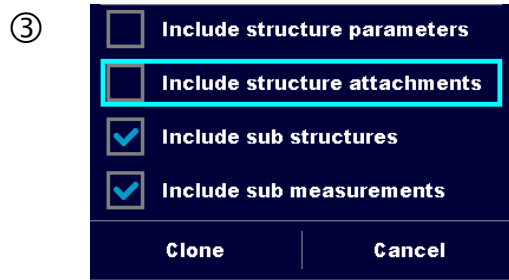 ③
Include structure parameters
Include structure attachments
Include sub structures
Include sub measurements
Clone Cancel